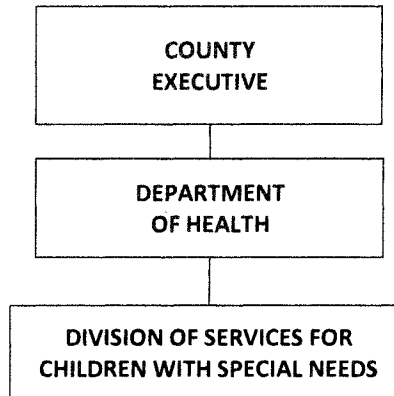 COUNTY
EXECUTIVE
DEPARTMENT
OF HEALTH
DIVISION OF SERVICES FOR
CHILDREN WITH SPECIAL NEEDS